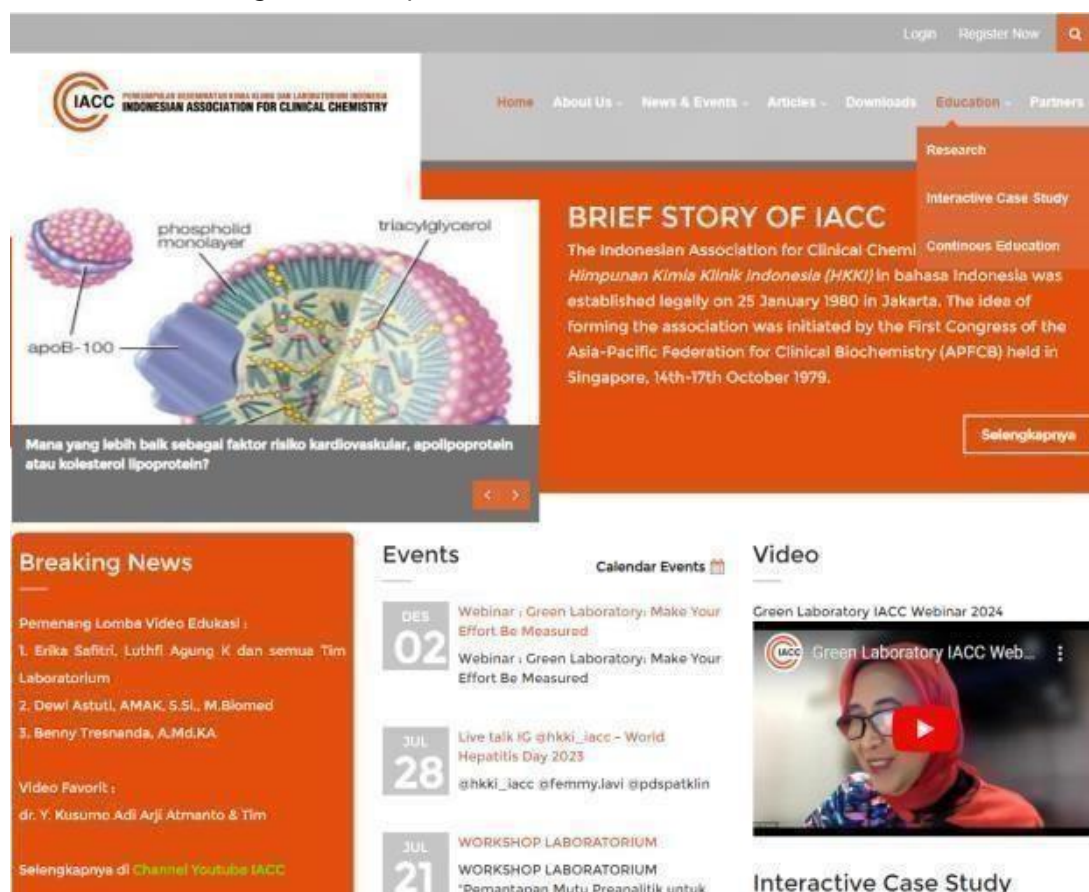 Login Register Now
IACC
PERKUMPULAN KESEMINATAN KIMIA KLINIK DAN LABORATORIUM INDONESIA
INDONESIAN ASSOCIATION FOR CLINICAL CHEMISTRY
Home About Us News & Events Articles Downloads Education Partners
Research
Interactive Case Study
Continous Education
phospholid
monolayer
triacylglycerol
apoB-100
Mana yang lebih baik sebagai faktor risiko kardiovaskular, apolipoprotein
atau kolesterol lipoprotein?
BRIEF STORY OF IACC
The Indonesian Association for Clinical Chemi
Himpunan Kimia Klinik Indonesia (HKKI) in bahasa Indonesia was
established legally on 25 January 1980 in Jakarta. The idea of
forming the association was initiated by the First Congress of the
Asia-Pacific Federation for Clinical Biochemistry (APFCB) held in
Singapore, 14th-17th October 1979.
Selengkapnya
Breaking News
Pemenang Lomba Video Edukasi :
1. Erika Safitri, Luthfi Agung K dan semua Tim
Laboratorium
2. Dewi Astuti, AMAK, S.Si., M.Biomed
3. Benny Tresnanda, A.Md.KA
Video Favorit :
dr. Y. Kusumo Adi Arji Atmanto & Tim
Selengkapnya di Channel Youtube IACC
Events
Calendar Events
DES
02
Webinar : Green Laboratory: Make Your
Effort Be Measured
Webinar : Green Laboratory: Make Your
Effort Be Measured
JUL
28
Live talk IG @hkki_iacc – World
Hepatitis Day 2023
@hkki_iacc @femmy.lavi @pdspatklin
JUL
21
WORKSHOP LABORATORIUM
WORKSHOP LABORATORIUM
"Pemantapan Mutu Preanalitik untuk
Video
Green Laboratory IACC Webinar 2024
IACC
Green Laboratory IACC Web...
Interactive Case Study